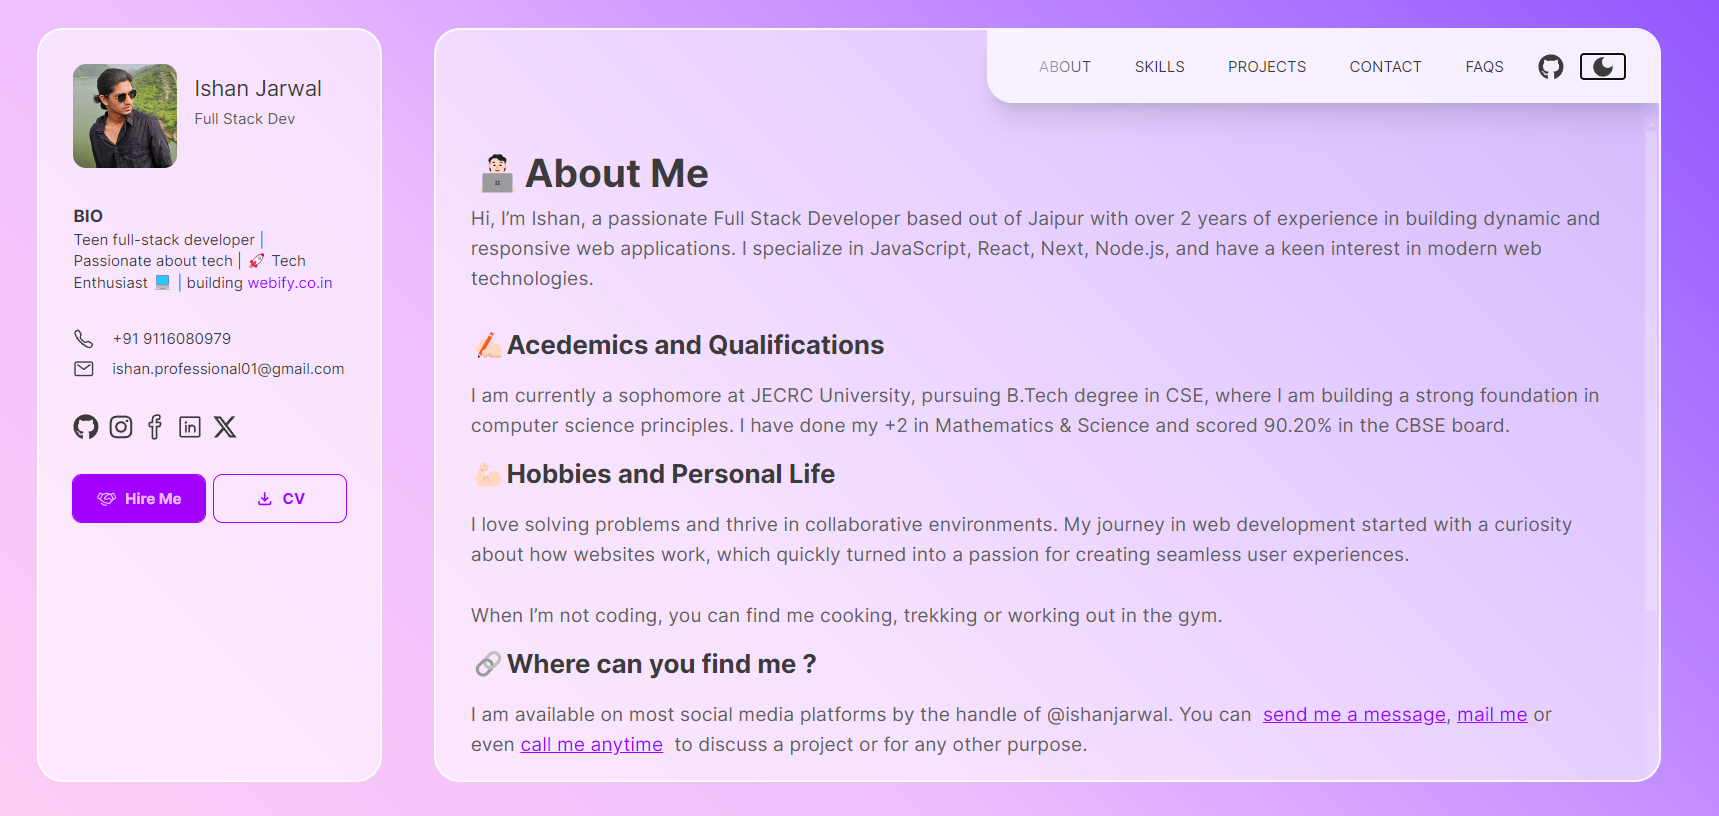 Ishan Jarwal
Full Stack Dev
BIO
Teen full-stack developer |
Passionate about tech | 🚀 Tech
Enthusiast 💻 | building webify.co.in
+91 9116080979
ishan.professional01@gmail.com
Hire Me
CV
ABOUT
SKILLS
PROJECTS
CONTACT
FAQS
About Me
Hi, I’m Ishan, a passionate Full Stack Developer based out of Jaipur with over 2 years of experience in building dynamic and
responsive web applications. I specialize in JavaScript, React, Next, Node.js, and have a keen interest in modern web
technologies.
Acedemics and Qualifications
I am currently a sophomore at JECRC University, pursuing B.Tech degree in CSE, where I am building a strong foundation in
computer science principles. I have done my +2 in Mathematics & Science and scored 90.20% in the CBSE board.
Hobbies and Personal Life
I love solving problems and thrive in collaborative environments. My journey in web development started with a curiosity
about how websites work, which quickly turned into a passion for creating seamless user experiences.
When I’m not coding, you can find me cooking, trekking or working out in the gym.
Where can you find me ?
I am available on most social media platforms by the handle of @ishanjarwal. You can send me a message, mail me or
even call me anytime to discuss a project or for any other purpose.